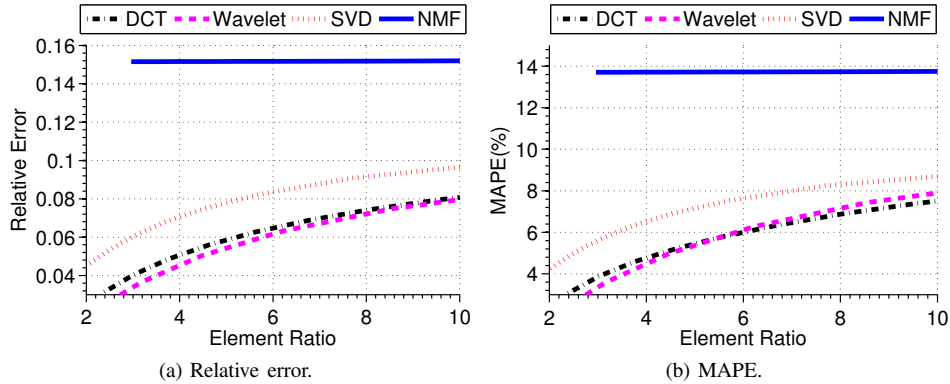 DCT Wavelet SVD NMF
0.16
0.14
0.12
0.1
0.08
0.06
0.04
Relative Error
2 4 6 8 10
Element Ratio
(a) Relative error.
DCT Wavelet SVD NMF
14
12
10
8
6
4
MAPE(%)
2 4 6 8 10
Element Ratio
(b) MAPE.